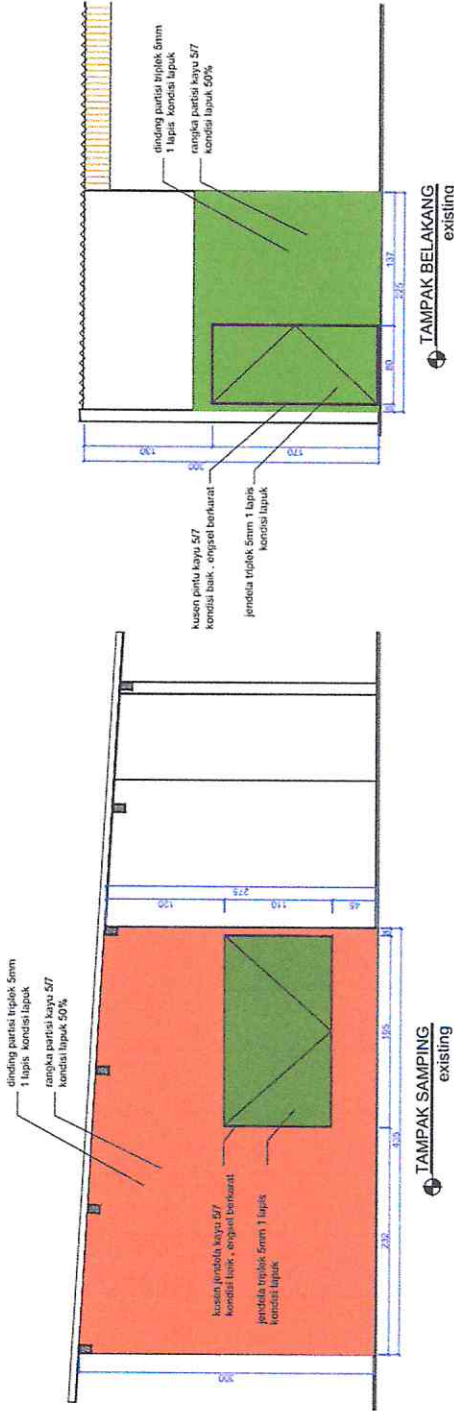 dinding partisi triplek 5mm
1 lapis kondisi lapuk
rangka partisi kayu 5/7
kondisi lapuk 50%
kusen jendela kayu 5/7
kondisi baik , engsel berkarat
jendela triplek 5mm 1 lapis
kondisi lapuk
300
275
120
110
45
232
195
TAMPAK SAMPING
existing
dinding partisi triplek 5mm
1 lapis kondisi lapuk
rangka partisi kayu 5/7
kondisi lapuk 50%
kusen pintu kayu 5/7
kondisi baik , engsel berkarat
jendela triplek 5mm 1 lapis
kondisi lapuk
130
300
170
80
137
TAMPAK BELAKANG
existing